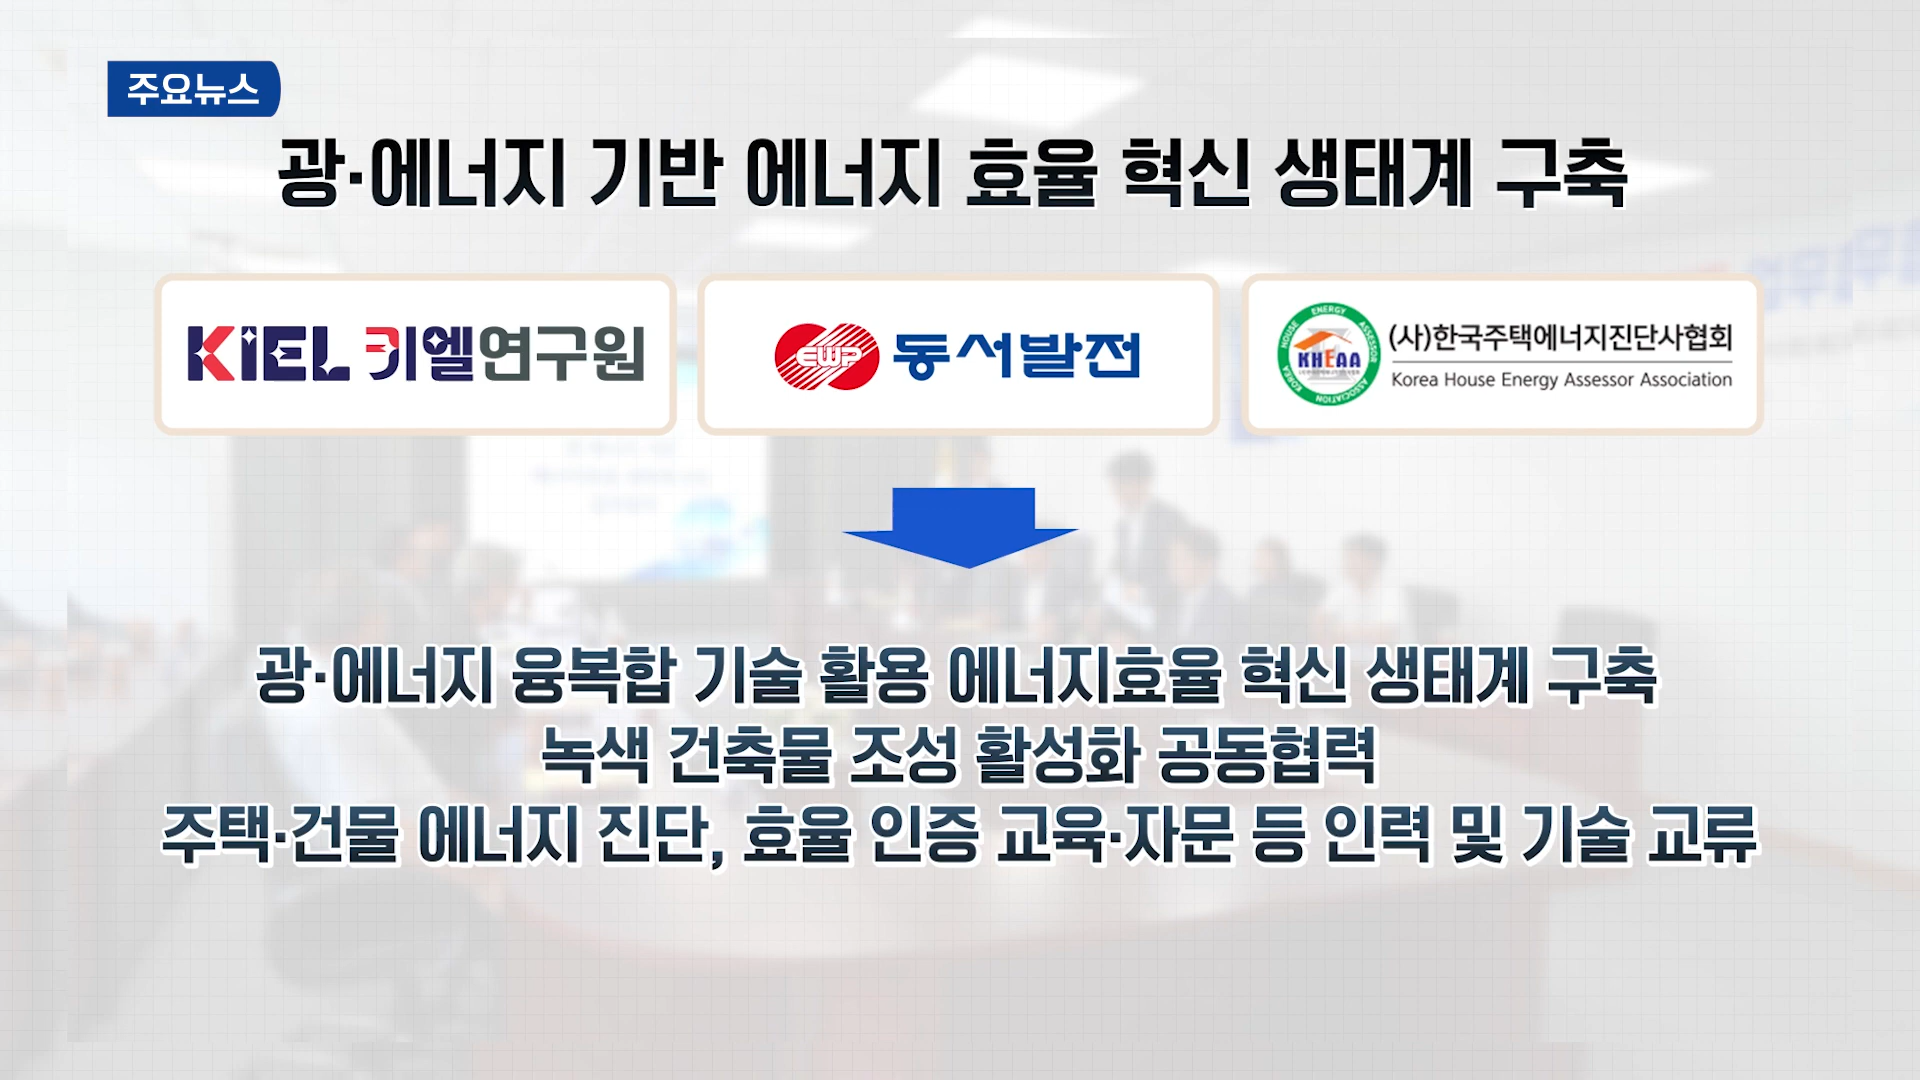 주요뉴스
광·에너지 기반 에너지 효율 혁신 생태계 구축
KiEL 키엘연구원
EWP 동서발전
HOUSE ENERGY ASSESSOR
KHEAA
KOREA ASSOCIATION
(사)한국주택에너지진단사협회
Korea House Energy Assessor Association
광·에너지 융복합 기술 활용 에너지효율 혁신 생태계 구축
녹색 건축물 조성 활성화 공동협력
주택·건물 에너지 진단, 효율 인증 교육·자문 등 인력 및 기술 교류